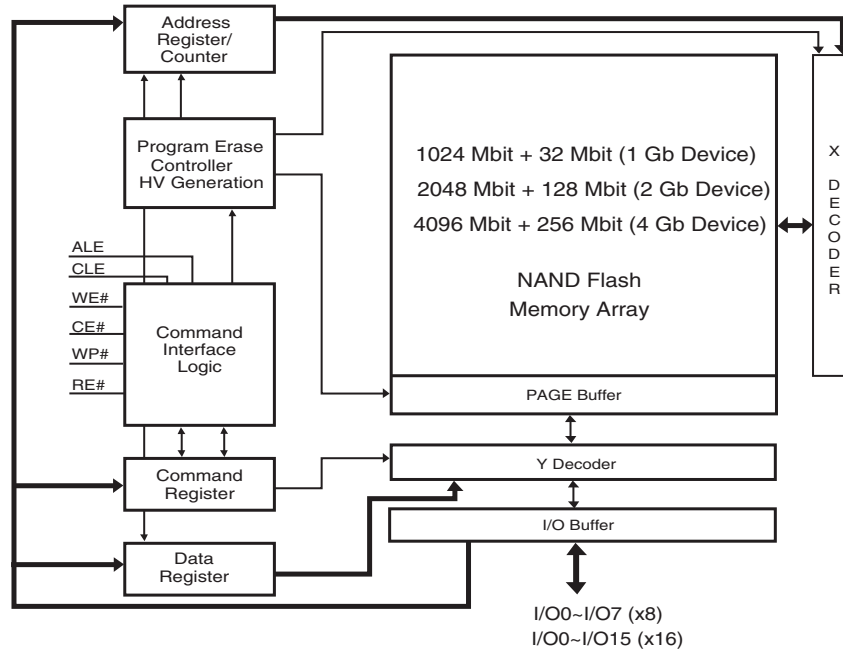 Address
Register/
Counter
Program Erase
Controller
HV Generation
ALE
CLE
WE#
CE#
WP#
RE#
Command
Interface
Logic
Command
Register
Data
Register
1024 Mbit + 32 Mbit (1 Gb Device)
2048 Mbit + 128 Mbit (2 Gb Device)
4096 Mbit + 256 Mbit (4 Gb Device)
NAND Flash
Memory Array
PAGE Buffer
Y Decoder
I/O Buffer
I/O0~I/O7 (x8)
I/O0~I/O15 (x16)
X
D
E
C
O
D
E
R